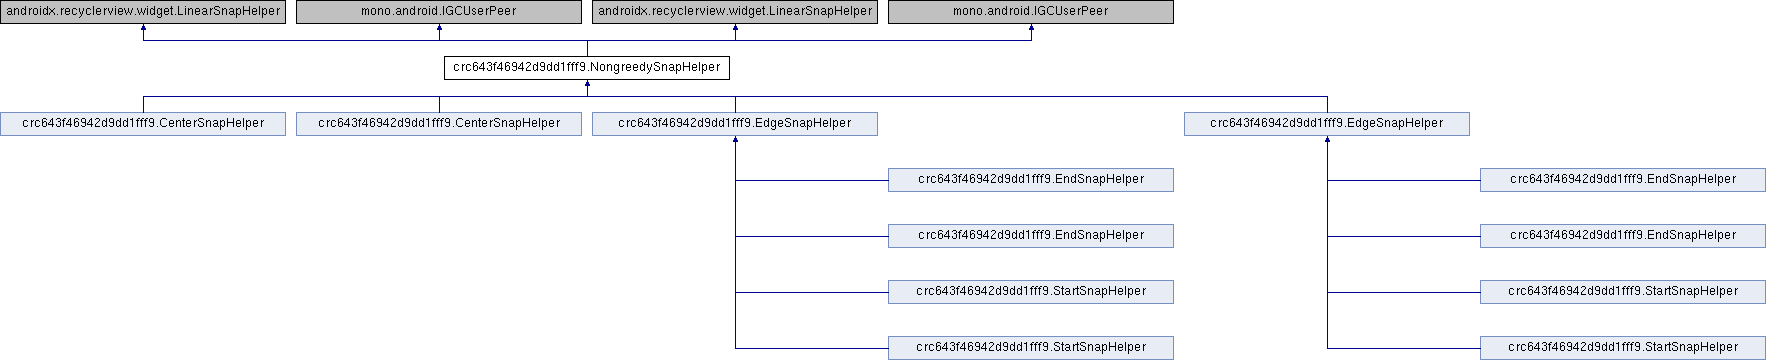 androidx.recyclerview.widget.LinearSnapHelper
mono.android.IGCUserPeer
androidx.recyclerview.widget.LinearSnapHelper
mono.android.IGCUserPeer
crc643f46942d9dd1fff9.NongreedySnapHelper
crc643f46942d9dd1fff9.CenterSnapHelper
crc643f46942d9dd1fff9.CenterSnapHelper
crc643f46942d9dd1fff9.EdgeSnapHelper
crc643f46942d9dd1fff9.EdgeSnapHelper
crc643f46942d9dd1fff9.EndSnapHelper
crc643f46942d9dd1fff9.EndSnapHelper
crc643f46942d9dd1fff9.EndSnapHelper
crc643f46942d9dd1fff9.EndSnapHelper
crc643f46942d9dd1fff9.StartSnapHelper
crc643f46942d9dd1fff9.StartSnapHelper
crc643f46942d9dd1fff9.StartSnapHelper
crc643f46942d9dd1fff9.StartSnapHelper